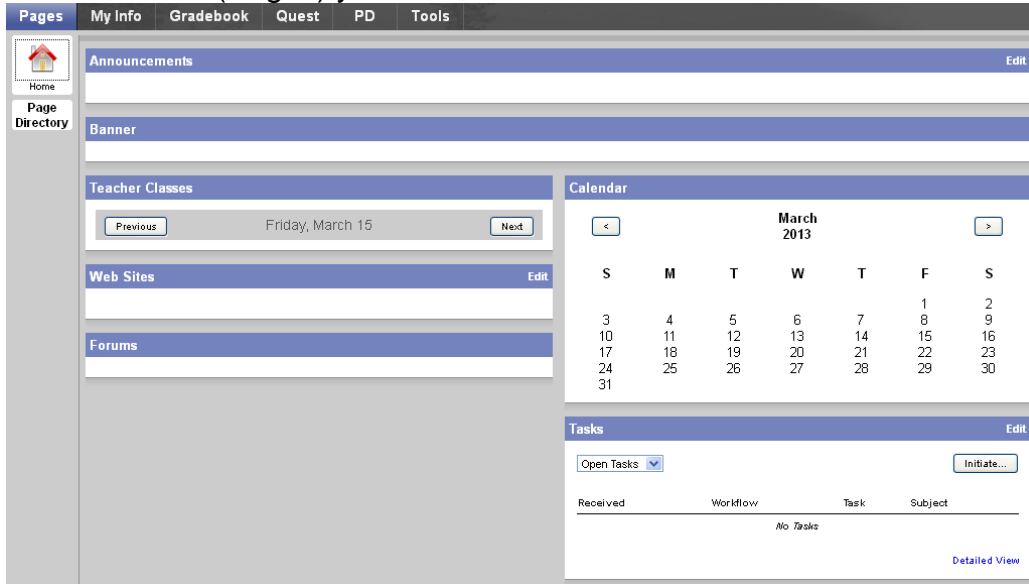 Pages My Info Gradebook Quest PD Tools
Home
Page
Directory
Announcements Edit
Banner
Teacher Classes
Previous Friday, March 15 Next
Web Sites Edit
Forums
Calendar
< March >
2013
S M T W T F S
1 2
3 4 5 6 7 8 9
10 11 12 13 14 15 16
17 18 19 20 21 22 23
24 25 26 27 28 29 30
31
Tasks Edit
Open Tasks Initiate...
Received Workflow Task Subject
No Tasks
Detailed View